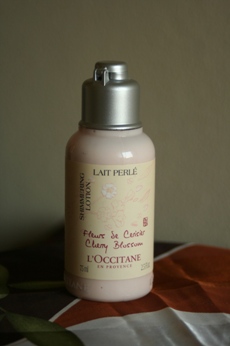 LAIT PERLÉ
SHIMMERING
LOTION
Fleurs de Cerisier
Cherry Blossom
L'OCCITANE
EN PROVENCE